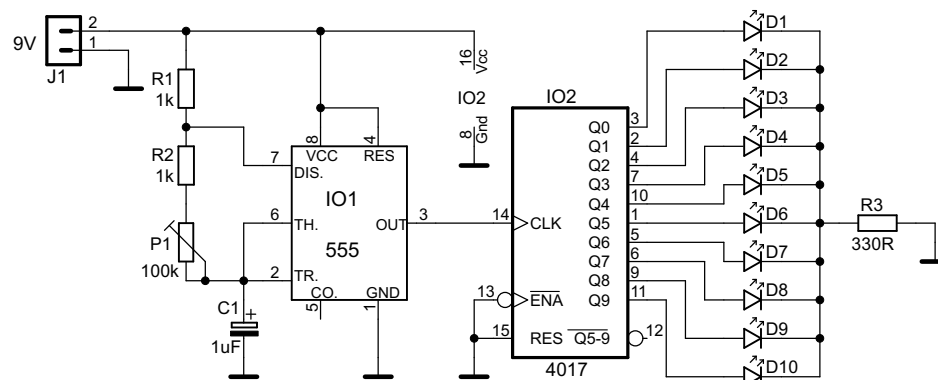 9V
2
1
J1
R1
1k
R2
1k
P1
100k
C1
+
1uF
8
4
VCC
RES
7
DIS.
IO1
6
TH.
OUT
3
555
2
TR.
CO.
GND
5
1
16
Vcc
IO2
8
Gnd
IO2
14
CLK
13
ENA
15
RES
Q5-9
12
4017
Q0
3
Q1
2
Q2
4
Q3
7
Q4
10
Q5
1
Q6
5
Q7
6
Q8
9
Q9
11
D1
D2
D3
D4
D5
D6
D7
D8
D9
D10
R3
330R